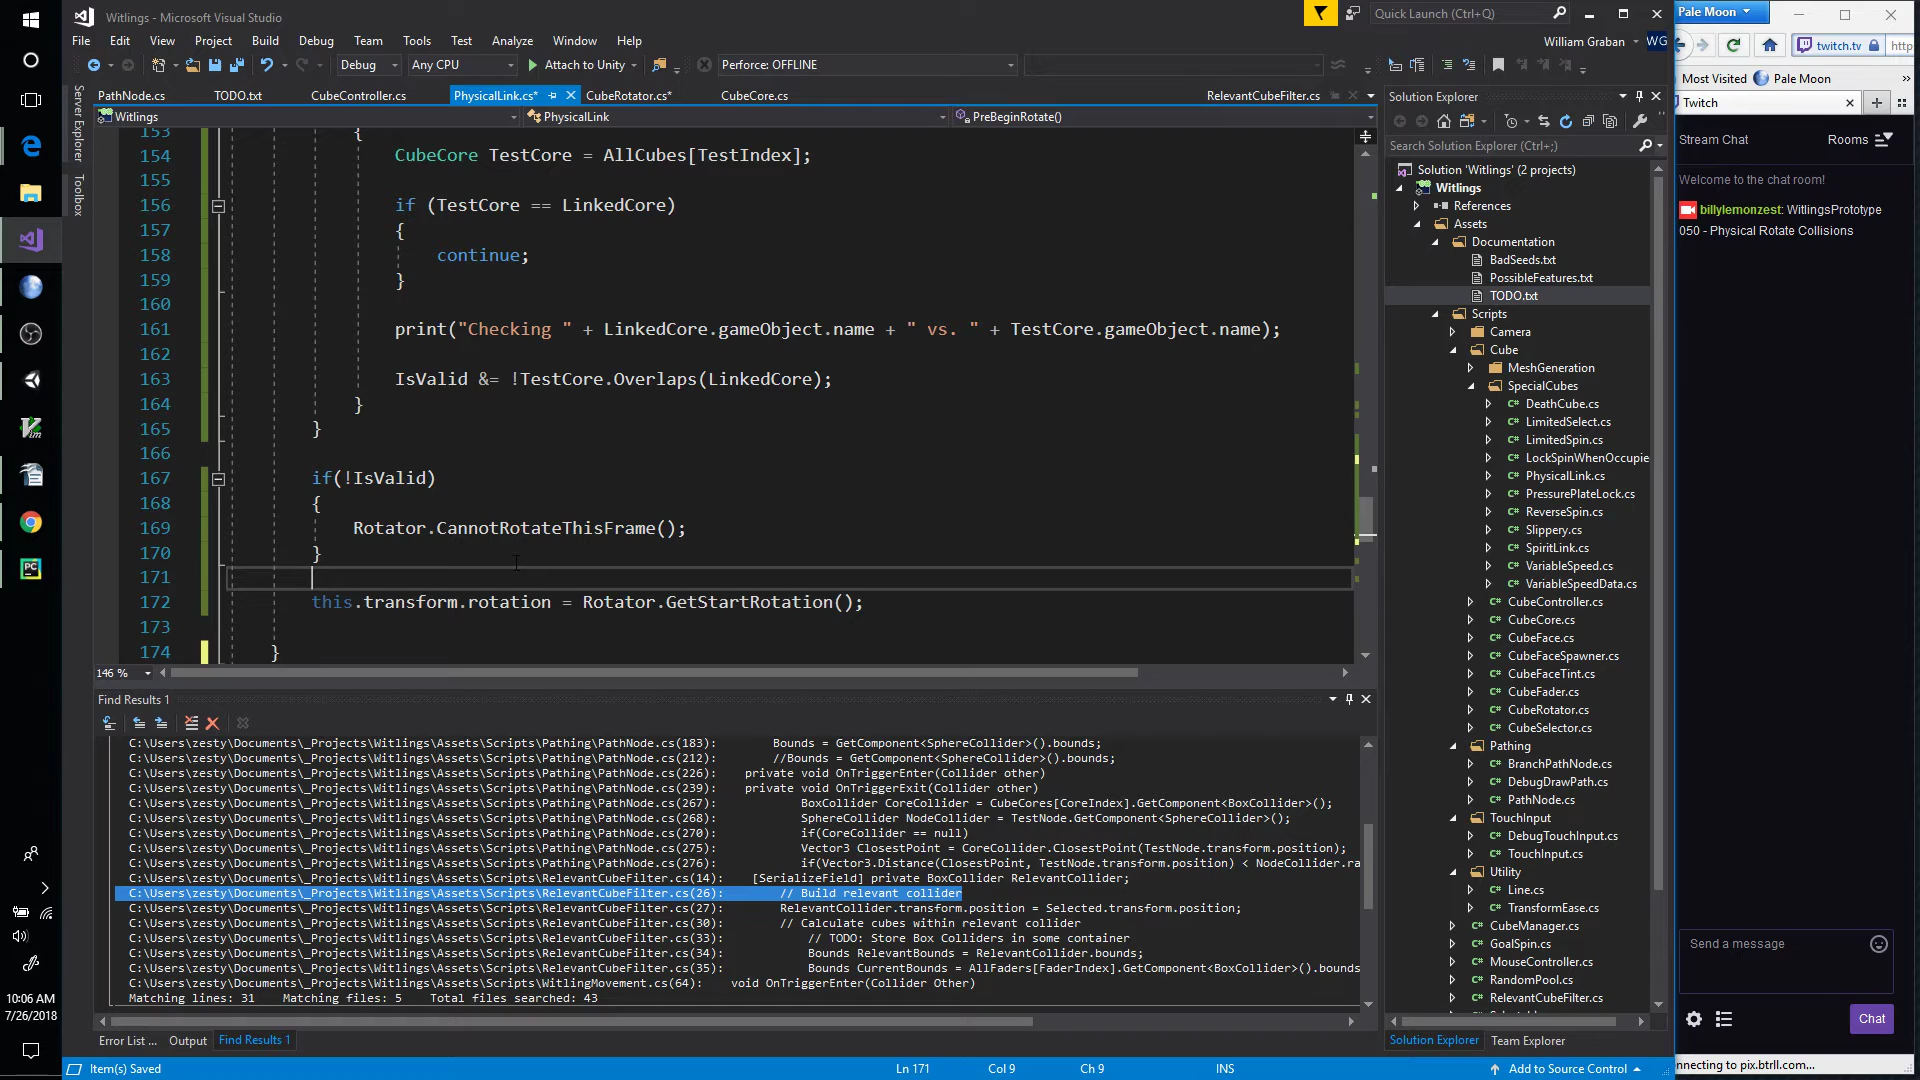 Witlings - Microsoft Visual Studio
Quick Launch (Ctrl+Q)
File Edit View Project Build Debug Team Tools Test Analyze Window Help
William Graban WG
Debug Any CPU Attach to Unity Perforce: OFFLINE
Server Explorer
Toolbox
PathNode.cs TODO.txt CubeController.cs PhysicalLink.cs* CubeRotator.cs* CubeCore.cs RelevantCubeFilter.cs
Witlings PhysicalLink PreBeginRotate()
153 {
154 CubeCore TestCore = AllCubes[TestIndex];
155
156 if (TestCore == LinkedCore)
157 {
158 continue;
159 }
160
161 print("Checking " + LinkedCore.gameObject.name + " vs. " + TestCore.gameObject.name);
162
163 IsValid &= !TestCore.Overlaps(LinkedCore);
164 }
165 }
166
167 if(!IsValid)
168 {
169 Rotator.CannotRotateThisFrame();
170 }
171
172 this.transform.rotation = Rotator.GetStartRotation();
173
174 }
146 %
Find Results 1
C:\Users\zesty\Documents\_Projects\Witlings\Assets\Scripts\Pathing\PathNode.cs(183): Bounds = GetComponent<SphereCollider>().bounds;
C:\Users\zesty\Documents\_Projects\Witlings\Assets\Scripts\Pathing\PathNode.cs(212): //Bounds = GetComponent<SphereCollider>().bounds;
C:\Users\zesty\Documents\_Projects\Witlings\Assets\Scripts\Pathing\PathNode.cs(226): private void OnTriggerEnter(Collider other)
C:\Users\zesty\Documents\_Projects\Witlings\Assets\Scripts\Pathing\PathNode.cs(239): private void OnTriggerExit(Collider other)
C:\Users\zesty\Documents\_Projects\Witlings\Assets\Scripts\Pathing\PathNode.cs(267): BoxCollider CoreCollider = CubeCores[CoreIndex].GetComponent<BoxCollider>();
C:\Users\zesty\Documents\_Projects\Witlings\Assets\Scripts\Pathing\PathNode.cs(268): SphereCollider NodeCollider = TestNode.GetComponent<SphereCollider>();
C:\Users\zesty\Documents\_Projects\Witlings\Assets\Scripts\Pathing\PathNode.cs(270): if(CoreCollider == null)
C:\Users\zesty\Documents\_Projects\Witlings\Assets\Scripts\Pathing\PathNode.cs(275): Vector3 ClosestPoint = CoreCollider.ClosestPoint(TestNode.transform.position);
C:\Users\zesty\Documents\_Projects\Witlings\Assets\Scripts\Pathing\PathNode.cs(276): if(Vector3.Distance(ClosestPoint, TestNode.transform.position) < NodeCollider.ra
C:\Users\zesty\Documents\_Projects\Witlings\Assets\Scripts\RelevantCubeFilter.cs(14): [SerializeField] private BoxCollider RelevantCollider;
C:\Users\zesty\Documents\_Projects\Witlings\Assets\Scripts\RelevantCubeFilter.cs(26): // Build relevant collider
C:\Users\zesty\Documents\_Projects\Witlings\Assets\Scripts\RelevantCubeFilter.cs(27): RelevantCollider.transform.position = Selected.transform.position;
C:\Users\zesty\Documents\_Projects\Witlings\Assets\Scripts\RelevantCubeFilter.cs(30): // Calculate cubes within relevant collider
C:\Users\zesty\Documents\_Projects\Witlings\Assets\Scripts\RelevantCubeFilter.cs(33): // TODO: Store Box Colliders in some container
C:\Users\zesty\Documents\_Projects\Witlings\Assets\Scripts\RelevantCubeFilter.cs(34): Bounds RelevantBounds = RelevantCollider.bounds;
C:\Users\zesty\Documents\_Projects\Witlings\Assets\Scripts\RelevantCubeFilter.cs(35): Bounds CurrentBounds = AllFaders[FaderIndex].GetComponent<BoxCollider>().bounds
C:\Users\zesty\Documents\_Projects\Witlings\Assets\Scripts\WitlingMovement.cs(64): void OnTriggerEnter(Collider Other)
Matching lines: 31 Matching files: 5 Total files searched: 43
Error List ... Output Find Results 1
Item(s) Saved Ln 171 Col 9 Ch 9 INS Add to Source Control
Solution Explorer
Search Solution Explorer (Ctrl+;)
Solution 'Witlings' (2 projects)
Witlings
References
Assets
Documentation
BadSeeds.txt
PossibleFeatures.txt
TODO.txt
Scripts
Camera
Cube
MeshGeneration
SpecialCubes
DeathCube.cs
LimitedSelect.cs
LimitedSpin.cs
LockSpinWhenOccupie
PhysicalLink.cs
PressurePlateLock.cs
ReverseSpin.cs
Slippery.cs
SpiritLink.cs
VariableSpeed.cs
VariableSpeedData.cs
CubeController.cs
CubeCore.cs
CubeFace.cs
CubeFaceSpawner.cs
CubeFaceTint.cs
CubeFader.cs
CubeRotator.cs
CubeSelector.cs
Pathing
BranchPathNode.cs
DebugDrawPath.cs
PathNode.cs
TouchInput
DebugTouchInput.cs
TouchInput.cs
Utility
Line.cs
TransformEase.cs
CubeManager.cs
GoalSpin.cs
MouseController.cs
RandomPool.cs
RelevantCubeFilter.cs
Solution Explorer Team Explorer
Pale Moon
twitch.tv http
Most Visited Pale Moon
Twitch
Stream Chat Rooms
Welcome to the chat room!
billylemonzest: WitlingsPrototype
050 - Physical Rotate Collisions
Send a message
Chat
nnecting to pix.btrll.com...
PC
10:06 AM
7/26/2018